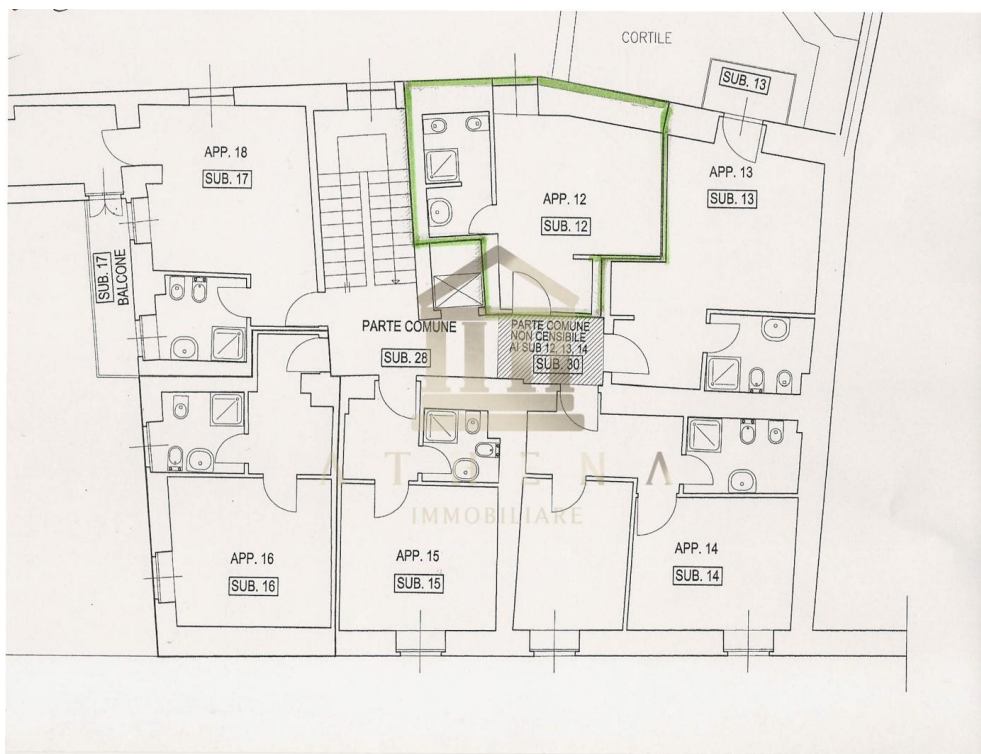 CORTILE
SUB. 13
APP. 18
SUB. 17
APP. 12
SUB. 12
APP. 13
SUB. 13
SUB. 17
BALCONE
PARTE COMUNE
SUB. 28
PARTE COMUNE
NON CENSIBILE
AI SUB 12, 13, 14
SUB. 30
ATHENA
IMMOBILIARE
APP. 16
SUB. 16
APP. 15
SUB. 15
APP. 14
SUB. 14